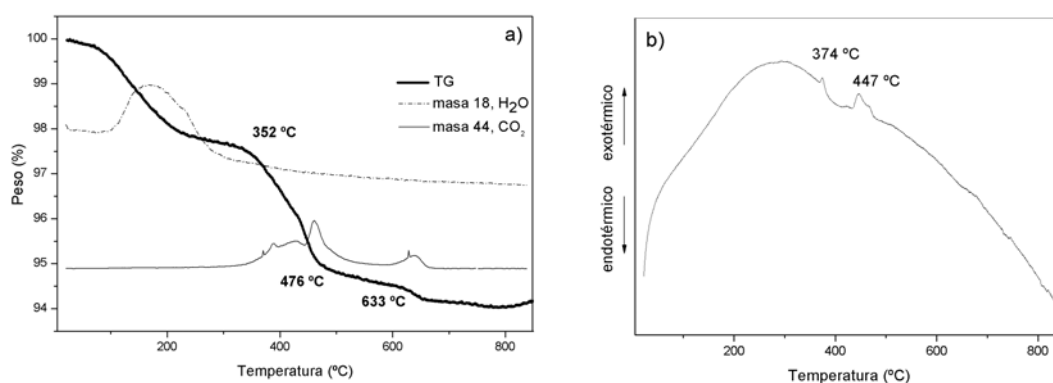 a)
TG
masa 18, H₂O
masa 44, CO₂
352 ºC
476 ºC
633 ºC
Peso (%)
100
99
98
97
96
95
94
200
400
600
800
Temperatura (ºC)
b)
374 ºC
447 ºC
exotérmico
endotérmico
200
400
600
800
Temperatura (ºC)